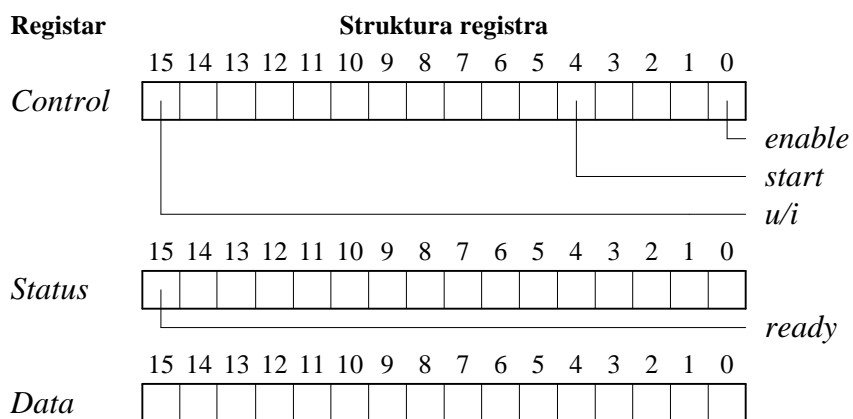 Registar Struktura registra
15 14 13 12 11 10 9 8 7 6 5 4 3 2 1 0
Control
enable
start
u/i
15 14 13 12 11 10 9 8 7 6 5 4 3 2 1 0
Status
ready
15 14 13 12 11 10 9 8 7 6 5 4 3 2 1 0
Data